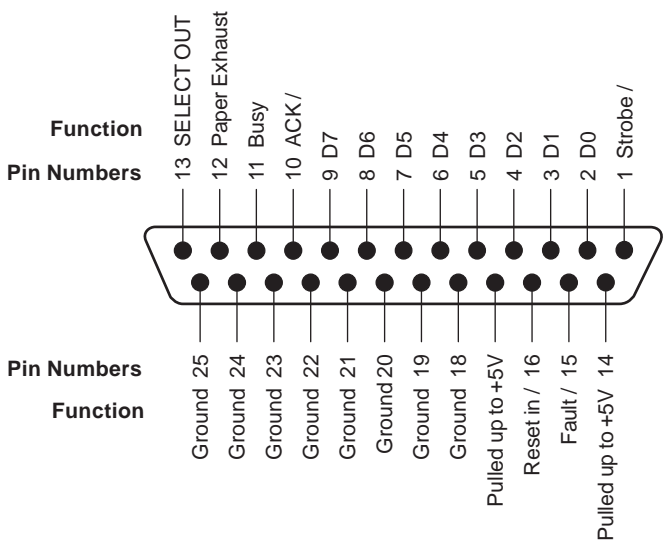 Function
Pin Numbers
13 SELECT OUT
12 Paper Exhaust
11 Busy
10 ACK /
9 D7
8 D6
7 D5
6 D4
5 D3
4 D2
3 D1
2 D0
1 Strobe /
Pin Numbers
Function
Ground 25
Ground 24
Ground 23
Ground 22
Ground 21
Ground 20
Ground 19
Ground 18
Pulled up to +5V
Reset in / 16
Fault / 15
Pulled up to +5V 14